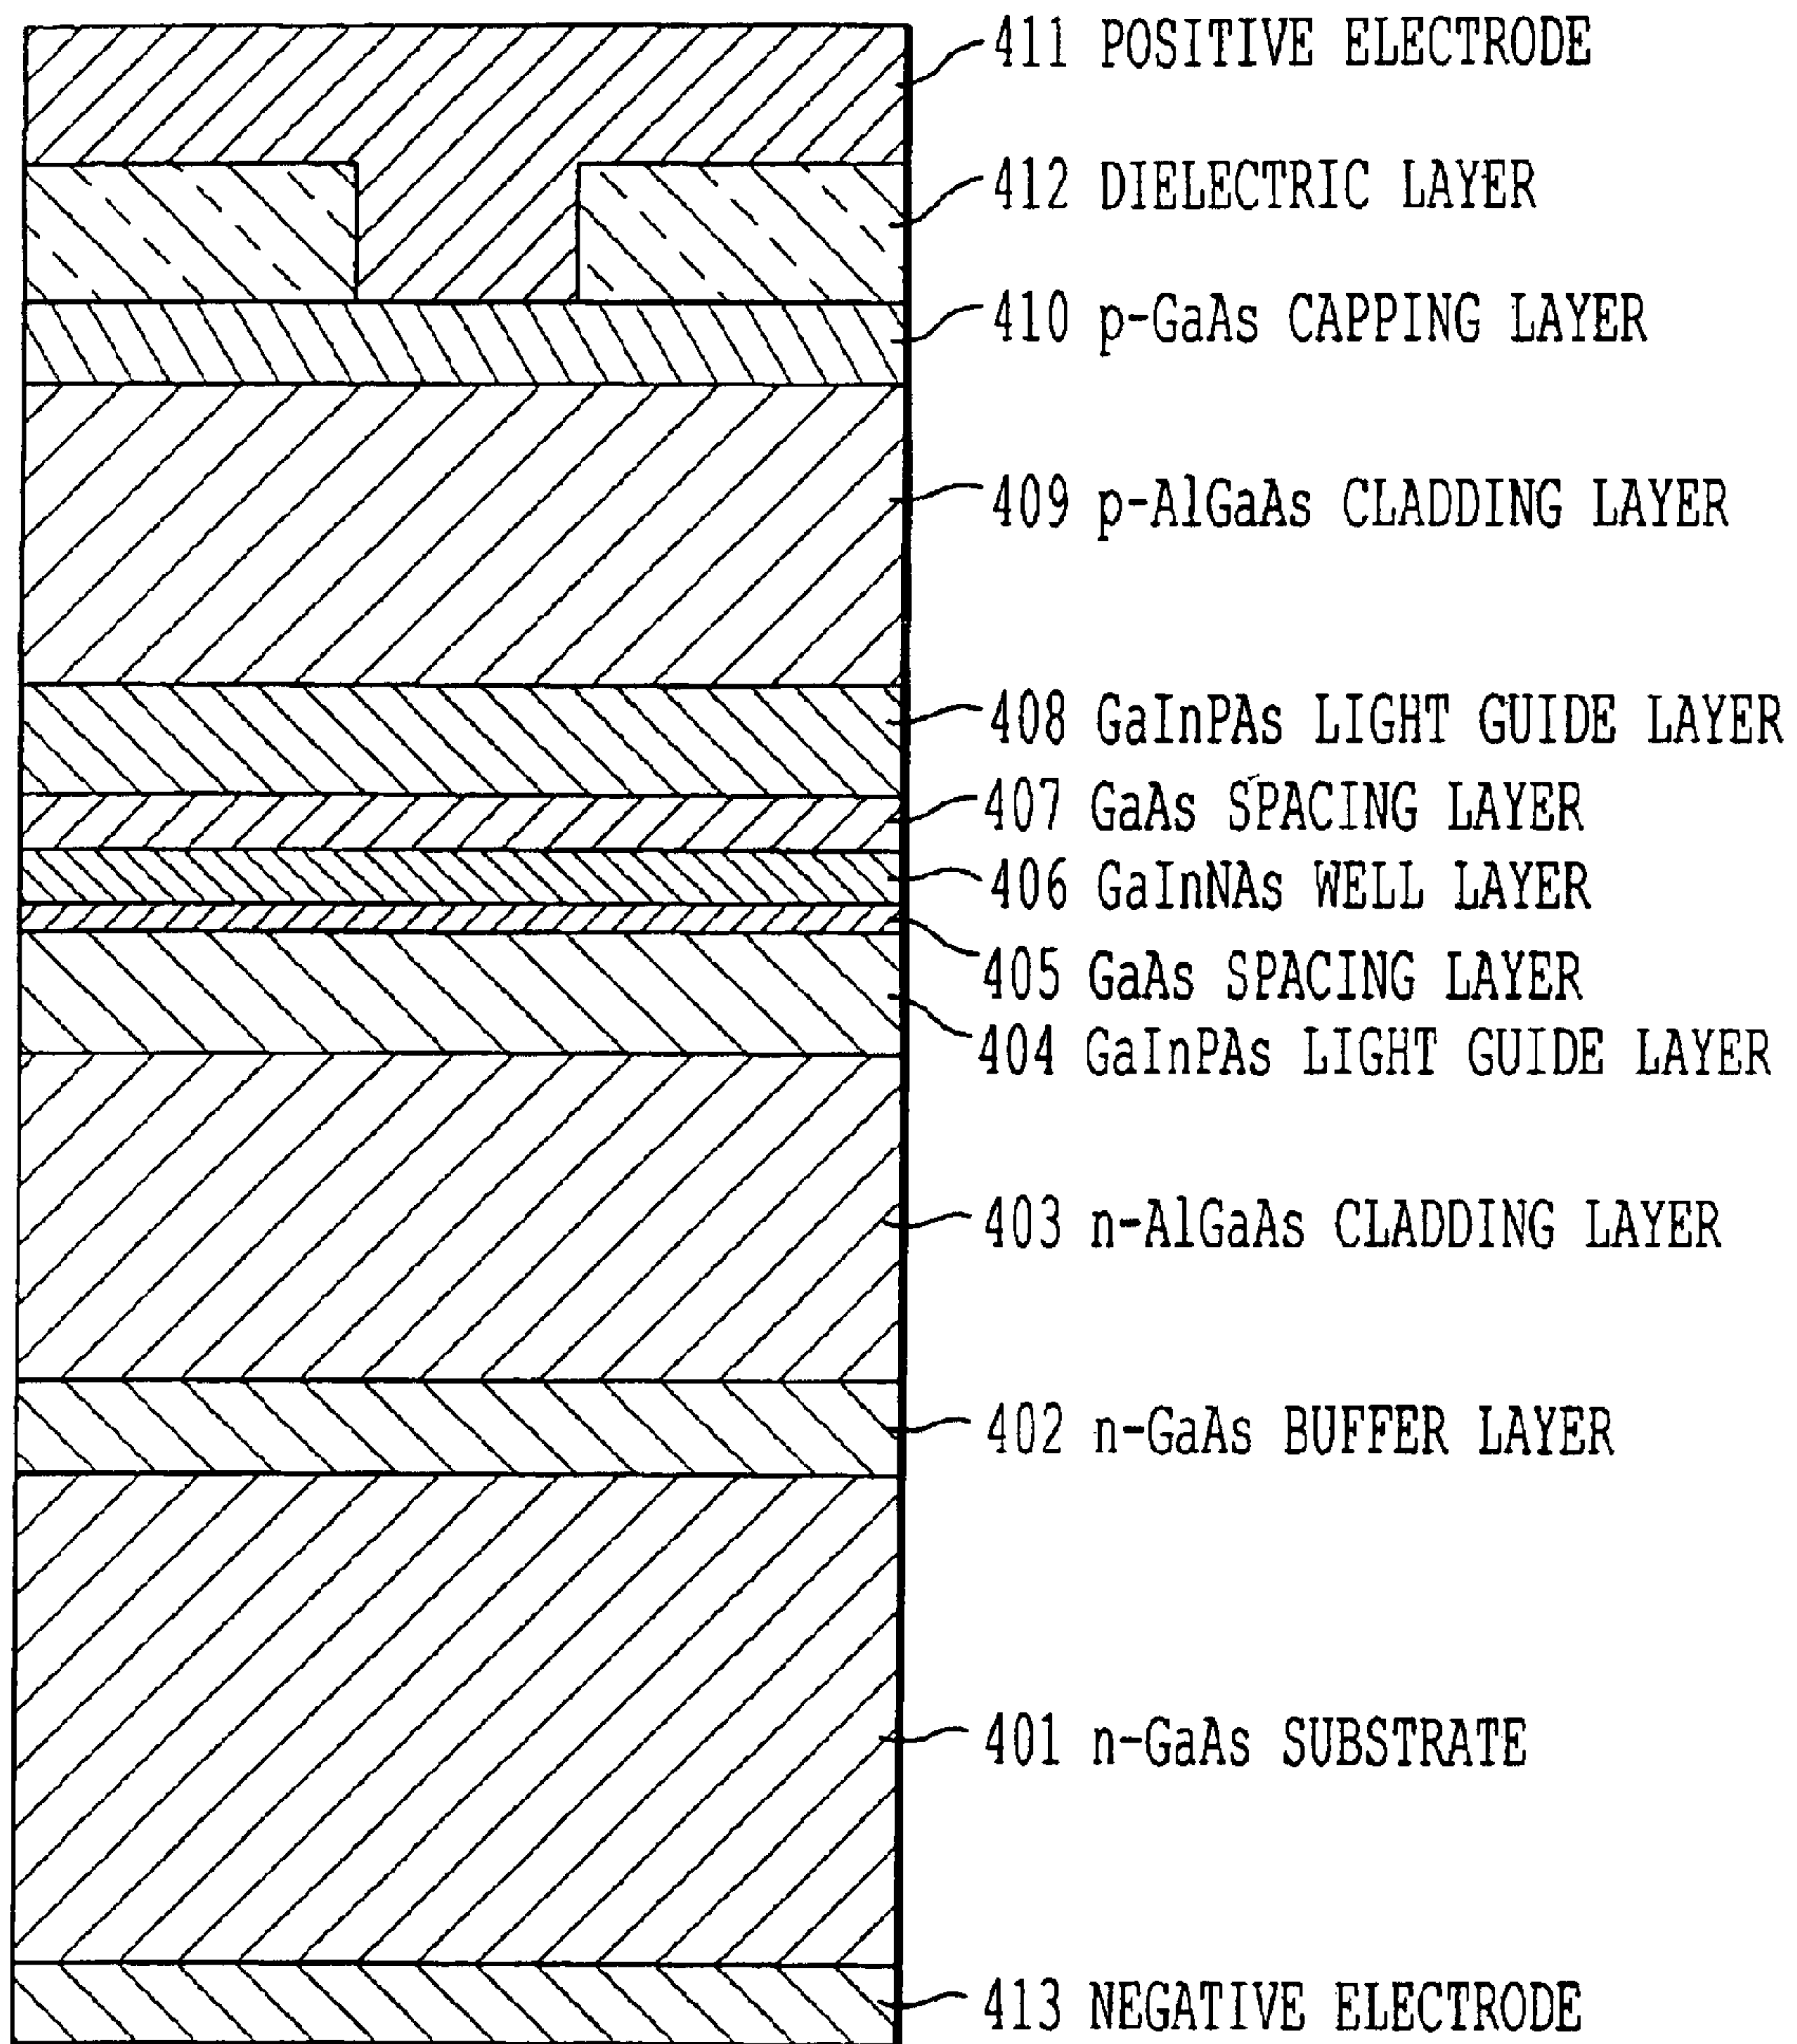 411 POSITIVE ELECTRODE
412 DIELECTRIC LAYER
410 p-GaAs CAPPING LAYER
409 p-AlGaAs CLADDING LAYER
408 GaInPAs LIGHT GUIDE LAYER
407 GaAs SPACING LAYER
406 GaInNAs WELL LAYER
405 GaAs SPACING LAYER
404 GaInPAs LIGHT GUIDE LAYER
403 n-AlGaAs CLADDING LAYER
402 n-GaAs BUFFER LAYER
401 n-GaAs SUBSTRATE
413 NEGATIVE ELECTRODE